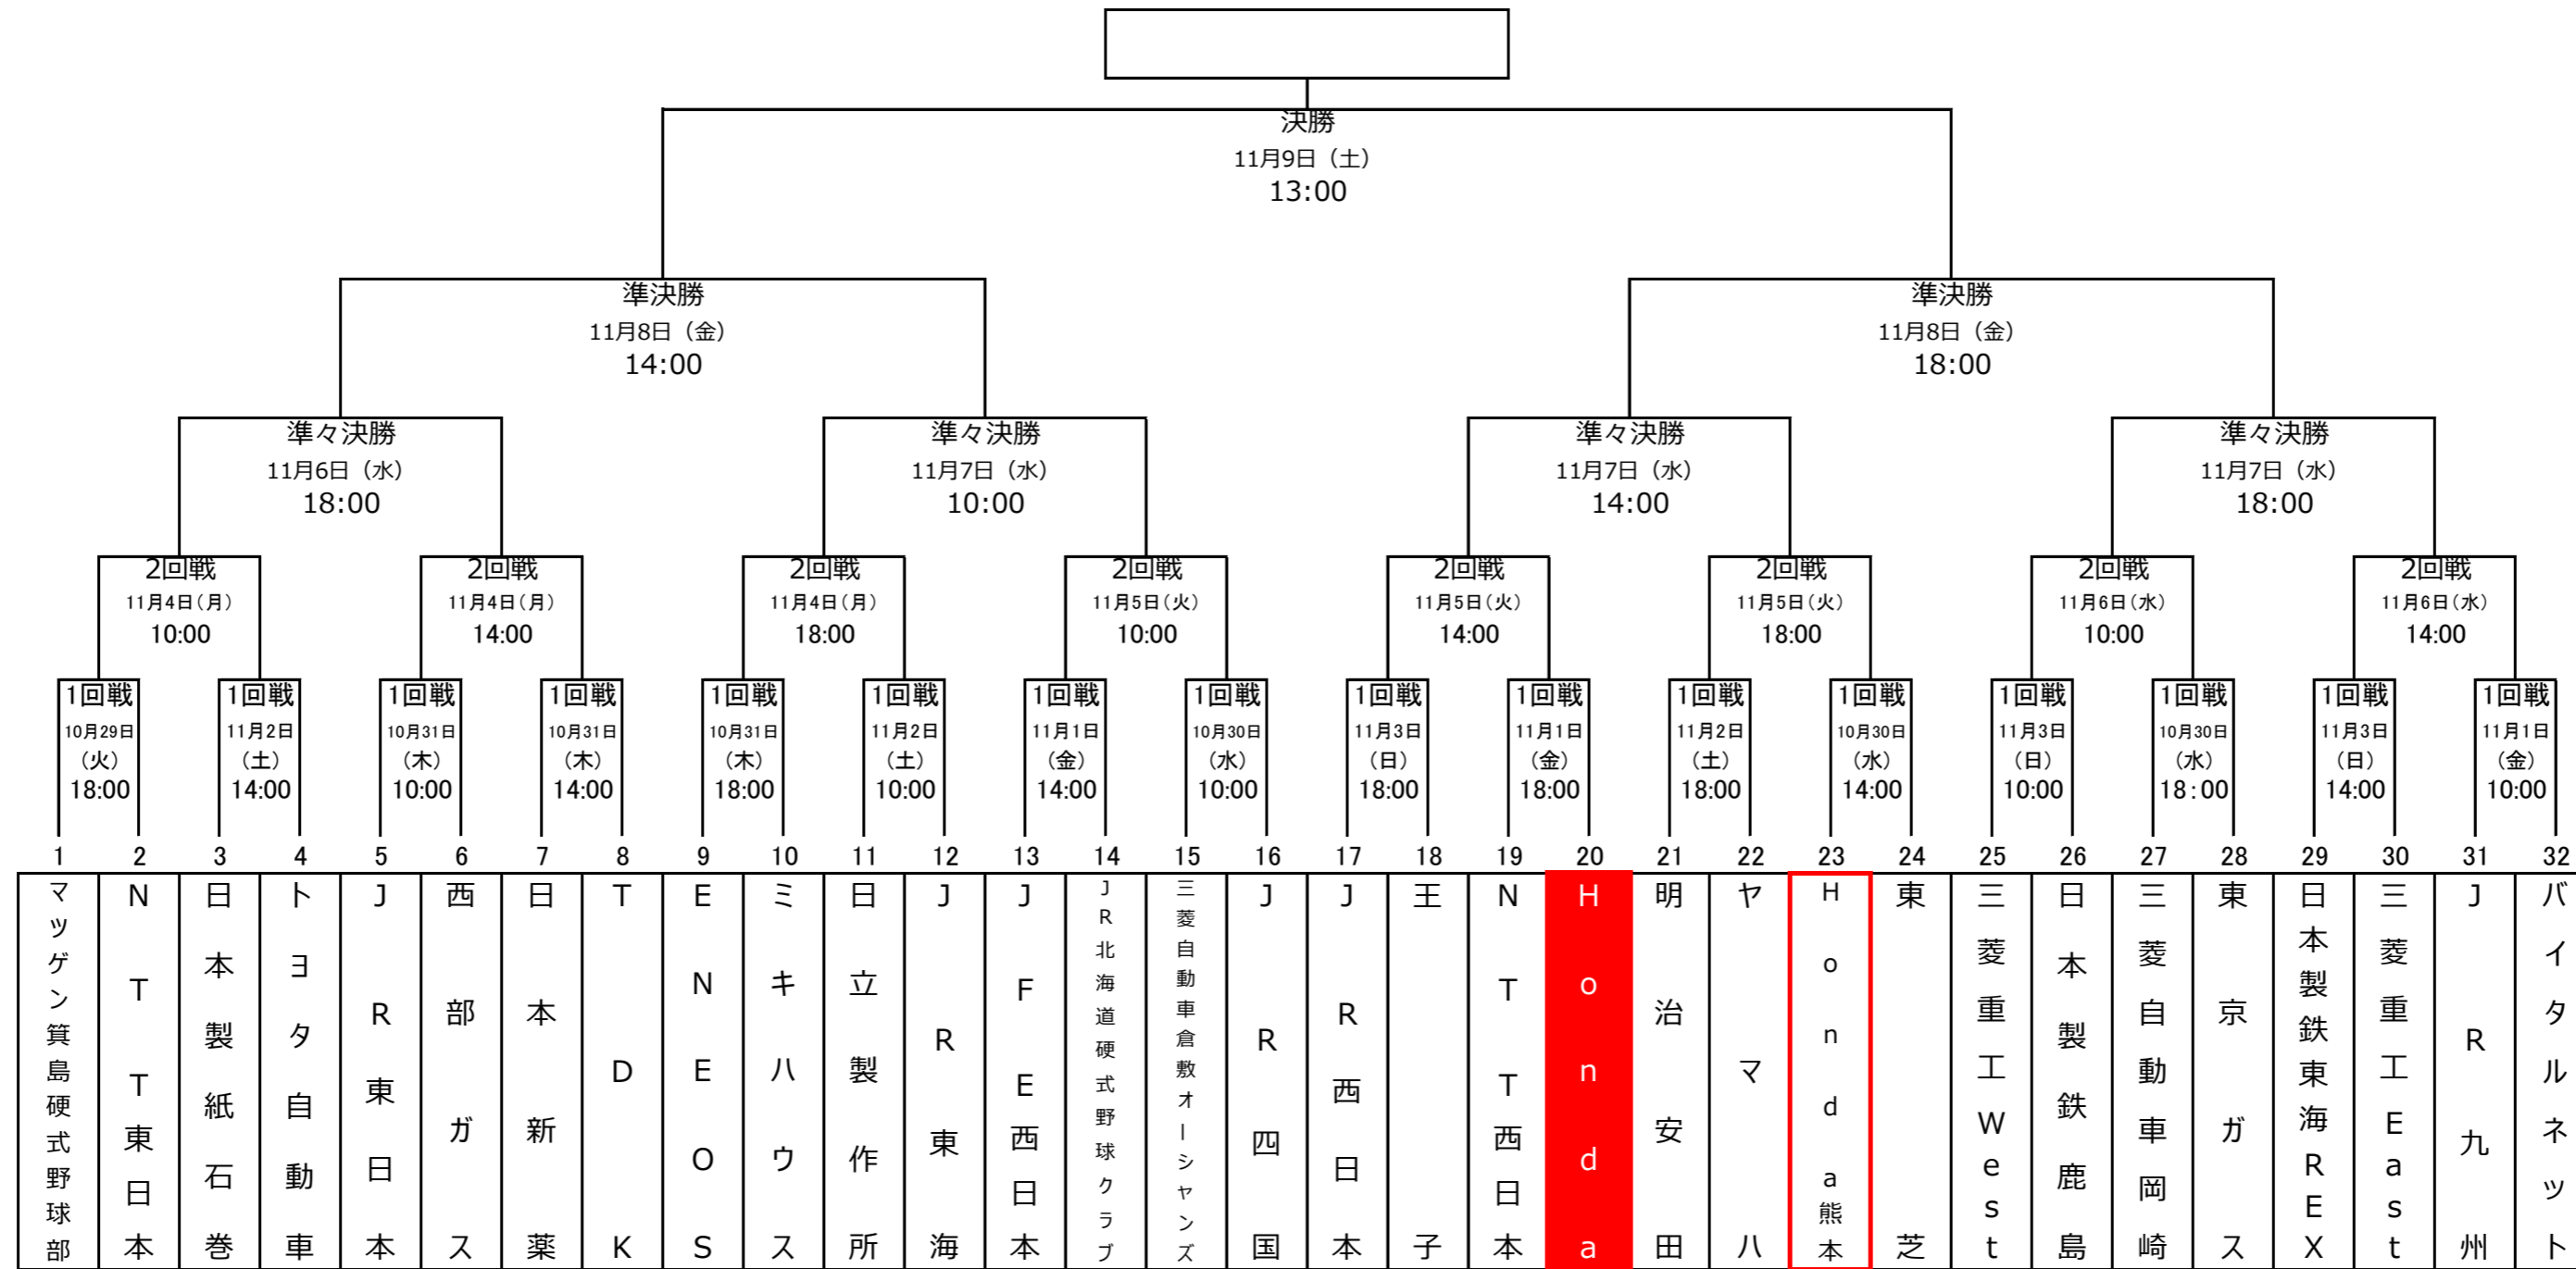 決勝
11月9日（土）
13:00
準決勝
11月8日（金）
14:00
準決勝
11月8日（金）
18:00
準々決勝
11月6日（水）
18:00
準々決勝
11月7日（水）
10:00
準々決勝
11月7日（水）
14:00
準々決勝
11月7日（水）
18:00
2回戦
11月4日（月）
10:00
2回戦
11月4日（月）
14:00
2回戦
11月4日（月）
18:00
2回戦
11月5日（火）
10:00
2回戦
11月5日（火）
14:00
2回戦
11月5日（火）
18:00
2回戦
11月6日（水）
10:00
2回戦
11月6日（水）
14:00
1回戦
10月29日
（火）
18:00
1回戦
11月2日
（土）
14:00
1回戦
10月31日
（木）
10:00
1回戦
10月31日
（木）
14:00
1回戦
10月31日
（木）
18:00
1回戦
11月2日
（土）
10:00
1回戦
11月1日
（金）
14:00
1回戦
10月30日
（水）
10:00
1回戦
11月3日
（日）
18:00
1回戦
11月1日
（金）
18:00
1回戦
11月2日
（土）
18:00
1回戦
10月30日
（水）
14:00
1回戦
11月3日
（日）
10:00
1回戦
10月30日
（水）
18：00
1回戦
11月3日
（日）
14:00
1回戦
11月1日
（金）
10:00
1 2 3 4 5 6 7 8 9 10 11 12 13 14 15 16 17 18 19 20 21 22 23 24 25 26 27 28 29 30 31 32
マツゲン箕島硬式野球部
NTT東日本
日本製紙石巻
トヨタ自動車
JR東日本
西部ガス
日本新薬
TDK
ENEOS
ミキハウス
日立製作所
JR東海
JFE西日本
JR北海道硬式野球クラブ
三菱自動車倉敷オーシャンズ
JR四国
JR西日本
王子
NTT西日本
Honda
明治安田
ヤマハ
Honda熊本
東芝
三菱重工West
日本製鉄鹿島
三菱自動車岡崎
東京ガス
日本製鉄東海REX
三菱重工East
JR九州
バイタルネット